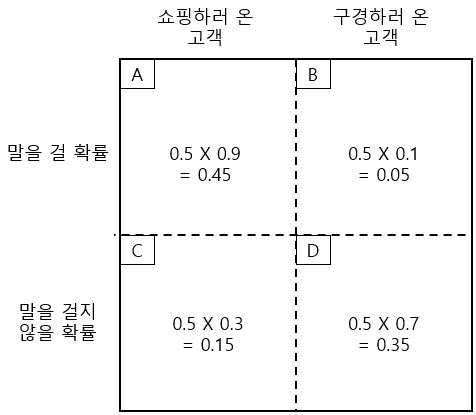 쇼핑하러 온
고객
구경하러 온
고객
A
B
말을 걸 확률
0.5 X 0.9
= 0.45
0.5 X 0.1
= 0.05
C
D
말을 걸지
않을 확률
0.5 X 0.3
= 0.15
0.5 X 0.7
= 0.35